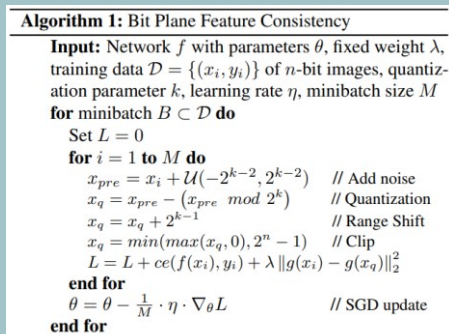 Algorithm 1: Bit Plane Feature Consistency
Input: Network f with parameters θ, fixed weight λ,
training data 𝒟 = {(x_i, y_i)} of n-bit images, quantiz-
ation parameter k, learning rate η, minibatch size M
for minibatch B ⊂ 𝒟 do
Set L = 0
for i = 1 to M do
x_pre = x_i + 𝒰(−2^{k−2}, 2^{k−2}) // Add noise
x_q = x_pre − (x_pre mod 2^k) // Quantization
x_q = x_q + 2^{k−1} // Range Shift
x_q = min(max(x_q, 0), 2^n − 1) // Clip
L = L + ce(f(x_i), y_i) + λ‖g(x_i) − g(x_q)‖_2^2
end for
θ = θ − \frac{1}{M} · η · ∇_θ L // SGD update
end for